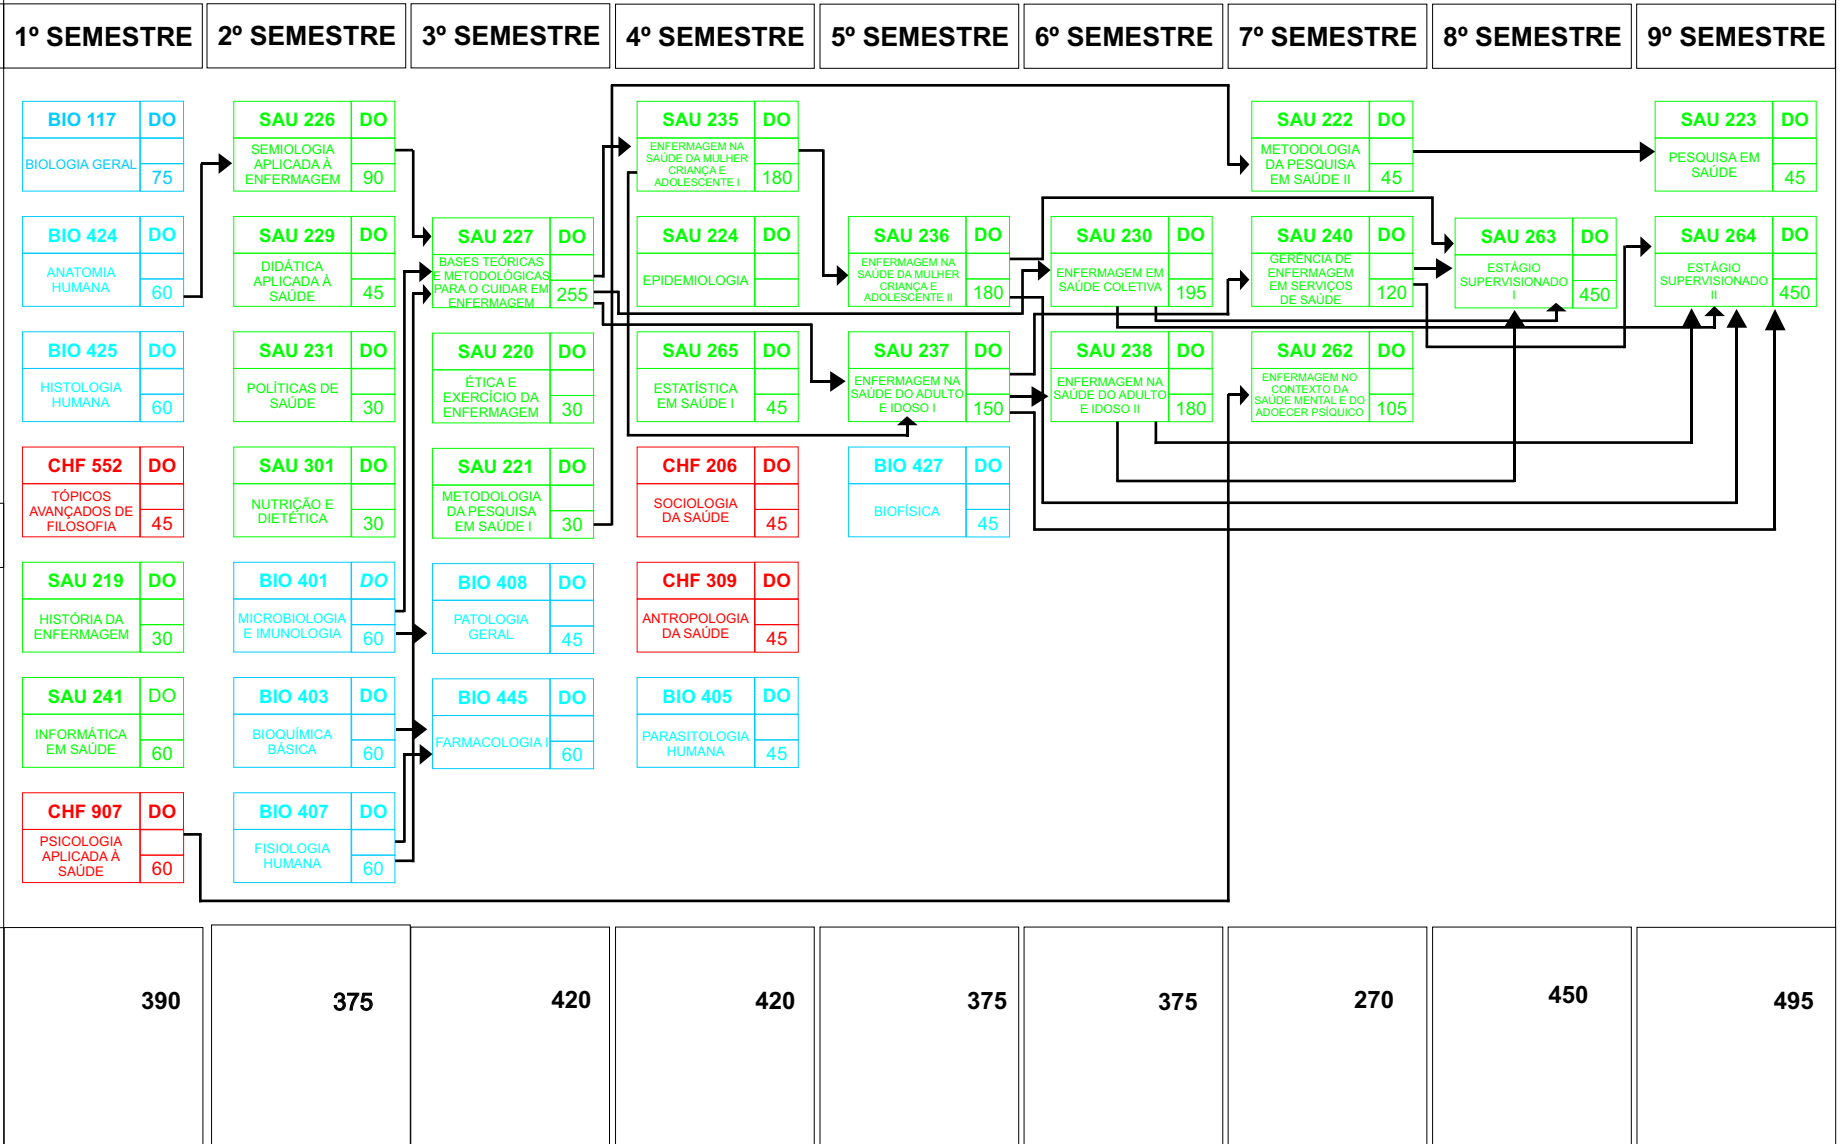 1º SEMESTRE
2º SEMESTRE
3º SEMESTRE
4º SEMESTRE
5º SEMESTRE
6º SEMESTRE
7º SEMESTRE
8º SEMESTRE
9º SEMESTRE
BIO 117 DO
BIOLOGIA GERAL
75
BIO 424 DO
ANATOMIA
HUMANA
60
BIO 425 DO
HISTOLOGIA
HUMANA
60
CHF 552 DO
TÓPICOS
AVANÇADOS DE
FILOSOFIA
45
SAU 219 DO
HISTÓRIA DA
ENFERMAGEM
30
SAU 241 DO
INFORMÁTICA
EM SAÚDE
60
CHF 907 DO
PSICOLOGIA
APLICADA À
SAÚDE
60
SAU 226 DO
SEMIOLOGIA
APLICADA À
ENFERMAGEM
90
SAU 229 DO
DIDÁTICA
APLICADA À
SAÚDE
45
SAU 231 DO
POLÍTICAS DE
SAÚDE
30
SAU 301 DO
NUTRIÇÃO E
DIETÉTICA
30
BIO 401 DO
MICROBIOLOGIA
E IMUNOLOGIA
60
BIO 403 DO
BIOQUÍMICA
BÁSICA
60
BIO 407 DO
FISIOLOGIA
HUMANA
60
SAU 227 DO
BASES TEÓRICAS
E METODOLÓGICAS
PARA O CUIDAR EM
ENFERMAGEM
255
SAU 220 DO
ÉTICA E
EXERCÍCIO DA
ENFERMAGEM
30
SAU 221 DO
METODOLOGIA
DA PESQUISA
EM SAÚDE I
30
BIO 408 DO
PATOLOGIA
GERAL
45
BIO 445 DO
FARMACOLOGIA I
60
SAU 235 DO
ENFERMAGEM NA
SAÚDE DA MULHER
CRIANÇA E
ADOLESCENTE I
180
SAU 224 DO
EPIDEMIOLOGIA
SAU 265 DO
ESTATÍSTICA
EM SAÚDE I
45
CHF 206 DO
SOCIOLOGIA
DA SAÚDE
45
CHF 309 DO
ANTROPOLOGIA
DA SAÚDE
45
BIO 405 DO
PARASITOLOGIA
HUMANA
45
SAU 236 DO
ENFERMAGEM NA
SAÚDE DA MULHER
CRIANÇA E
ADOLESCENTE II
180
SAU 237 DO
ENFERMAGEM NA
SAÚDE DO ADULTO
E IDOSO I
150
BIO 427 DO
BIOFÍSICA
45
SAU 230 DO
ENFERMAGEM EM
SAÚDE COLETIVA
195
SAU 238 DO
ENFERMAGEM NA
SAÚDE DO ADULTO
E IDOSO II
180
SAU 222 DO
METODOLOGIA
DA PESQUISA
EM SAÚDE II
45
SAU 240 DO
GERÊNCIA DE
ENFERMAGEM
EM SERVIÇOS
DE SAÚDE
120
SAU 262 DO
ENFERMAGEM NO
CONTEXTO DA
SAÚDE MENTAL E DO
ADOECER PSÍQUICO
105
SAU 263 DO
ESTÁGIO
SUPERVISIONADO
I
450
SAU 223 DO
PESQUISA EM
SAÚDE
45
SAU 264 DO
ESTÁGIO
SUPERVISIONADO
II
450
390
375
420
420
375
375
270
450
495